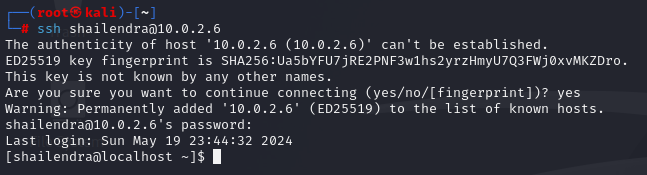 ┌──(root㉿kali)-[~]
└─# ssh shailendra@10.0.2.6
The authenticity of host '10.0.2.6 (10.0.2.6)' can't be established.
ED25519 key fingerprint is SHA256:Ua5bYFU7jRE2PNF3w1hs2yrzHmyU7Q3FWj0xvMKZDro.
This key is not known by any other names.
Are you sure you want to continue connecting (yes/no/[fingerprint])? yes
Warning: Permanently added '10.0.2.6' (ED25519) to the list of known hosts.
shailendra@10.0.2.6's password:
Last login: Sun May 19 23:44:32 2024
[shailendra@localhost ~]$